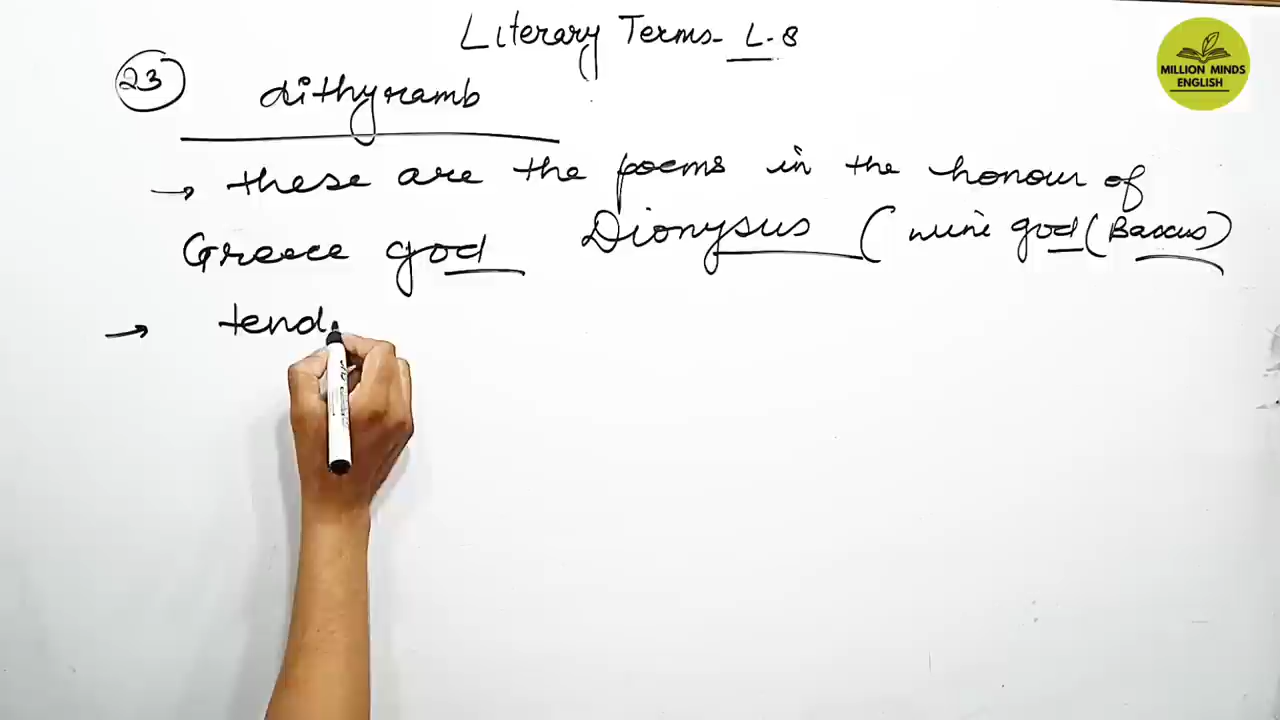 Literary Terms- L-8
MILLION MINDS
ENGLISH
23
dithyramb
→ these are the poems in the honour of
Greece god Dionysus (wine god (Baccus)
→ tend